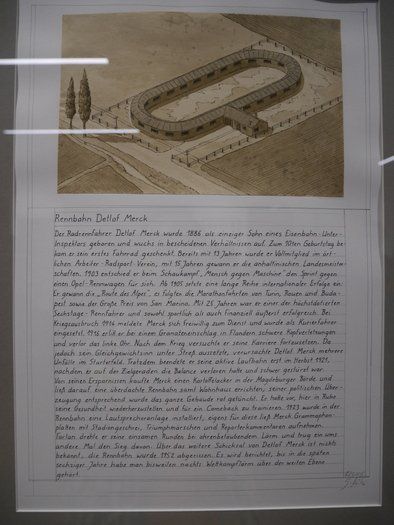 Rennbahn Detlof Merck
Der Radrennfahrer Detlof Merck wurde 1886 als einziger Sohn eines Eisenbahn-Unter-
Inspektors geboren und wuchs in bescheidenen Verhältnissen auf. Zum 10ten Geburtstag be-
kam er sein erstes Fahrrad geschenkt. Bereits mit 13 Jahren wurde er Vollmitglied im ört-
lichen Arbeiter-Radsport-Verein, mit 15 Jahren gewann er die anhaltinischen Landesmeister-
schaften. 1903 entschied er beim Schaukampf „Mensch gegen Maschine" den Sprint gegen
einen Opel-Rennwagen für sich. Ab 1905 setzte eine lange Reihe internationaler Erfolge ein:
Er gewann die „Route des Alpes", es folgten die Marathonfahrten von Turin, Rouen und Buda-
pest sowie der Große Preis von San Marino. Mit 26 Jahren war er einer der höchstdotierten
Sechstage-Rennfahrer und sowohl sportlich als auch finanziell äußerst erfolgreich. Bei
Kriegsausbruch 1914 meldete Merck sich freiwillig zum Dienst und wurde als Kurierfahrer
eingesetzt. 1916 erlitt er bei einem Granateinschlag in Flandern schwere Kopfverletzungen
und verlor das linke Ohr. Nach dem Krieg versuchte er seine Karriere fortzusetzen. Da
jedoch sein Gleichgewichtssinn unter Streß aussetzte, verursachte Detlof Merck mehrere
Unfälle im Starterfeld. Trotzdem beendete er seine aktive Laufbahn erst im Herbst 1921,
nachdem er auf der Zielgeraden die Balance verloren hatte und schwer gestürzt war.
Von seinen Ersparnissen kaufte Merck einen Kartoffelacker in der Magdeburger Börde und
ließ darauf eine überdachte Rennbahn samt Wohnhaus errichten; seiner politischen Über-
zeugung entsprechend wurde das ganze Gebäude rot getüncht. Er hoffte vor, hier in Ruhe
seine Gesundheit wiederherzustellen und für ein Comeback zu trainieren. 1923 wurde in der
Rennbahn eine Lautsprecheranlage installiert; eigens für diese ließ Merck Grammophon-
platten mit Stadiongeschrei, Triumphmärschen und Reporterkommentaren aufnehmen.
Fortan drehte er seine einsamen Runden bei ohrenbetäubendem Lärm und trug ein ums
andere Mal den Sieg davon. Über das weitere Schicksal von Detlof Merck ist nichts
bekannt, die Rennbahn wurde 1952 abgerissen. Es wird berichtet, bis in die späten
sechziger Jahre habe man bisweilen nachts Wettkampflärm über der weiten Ebene
gehört.